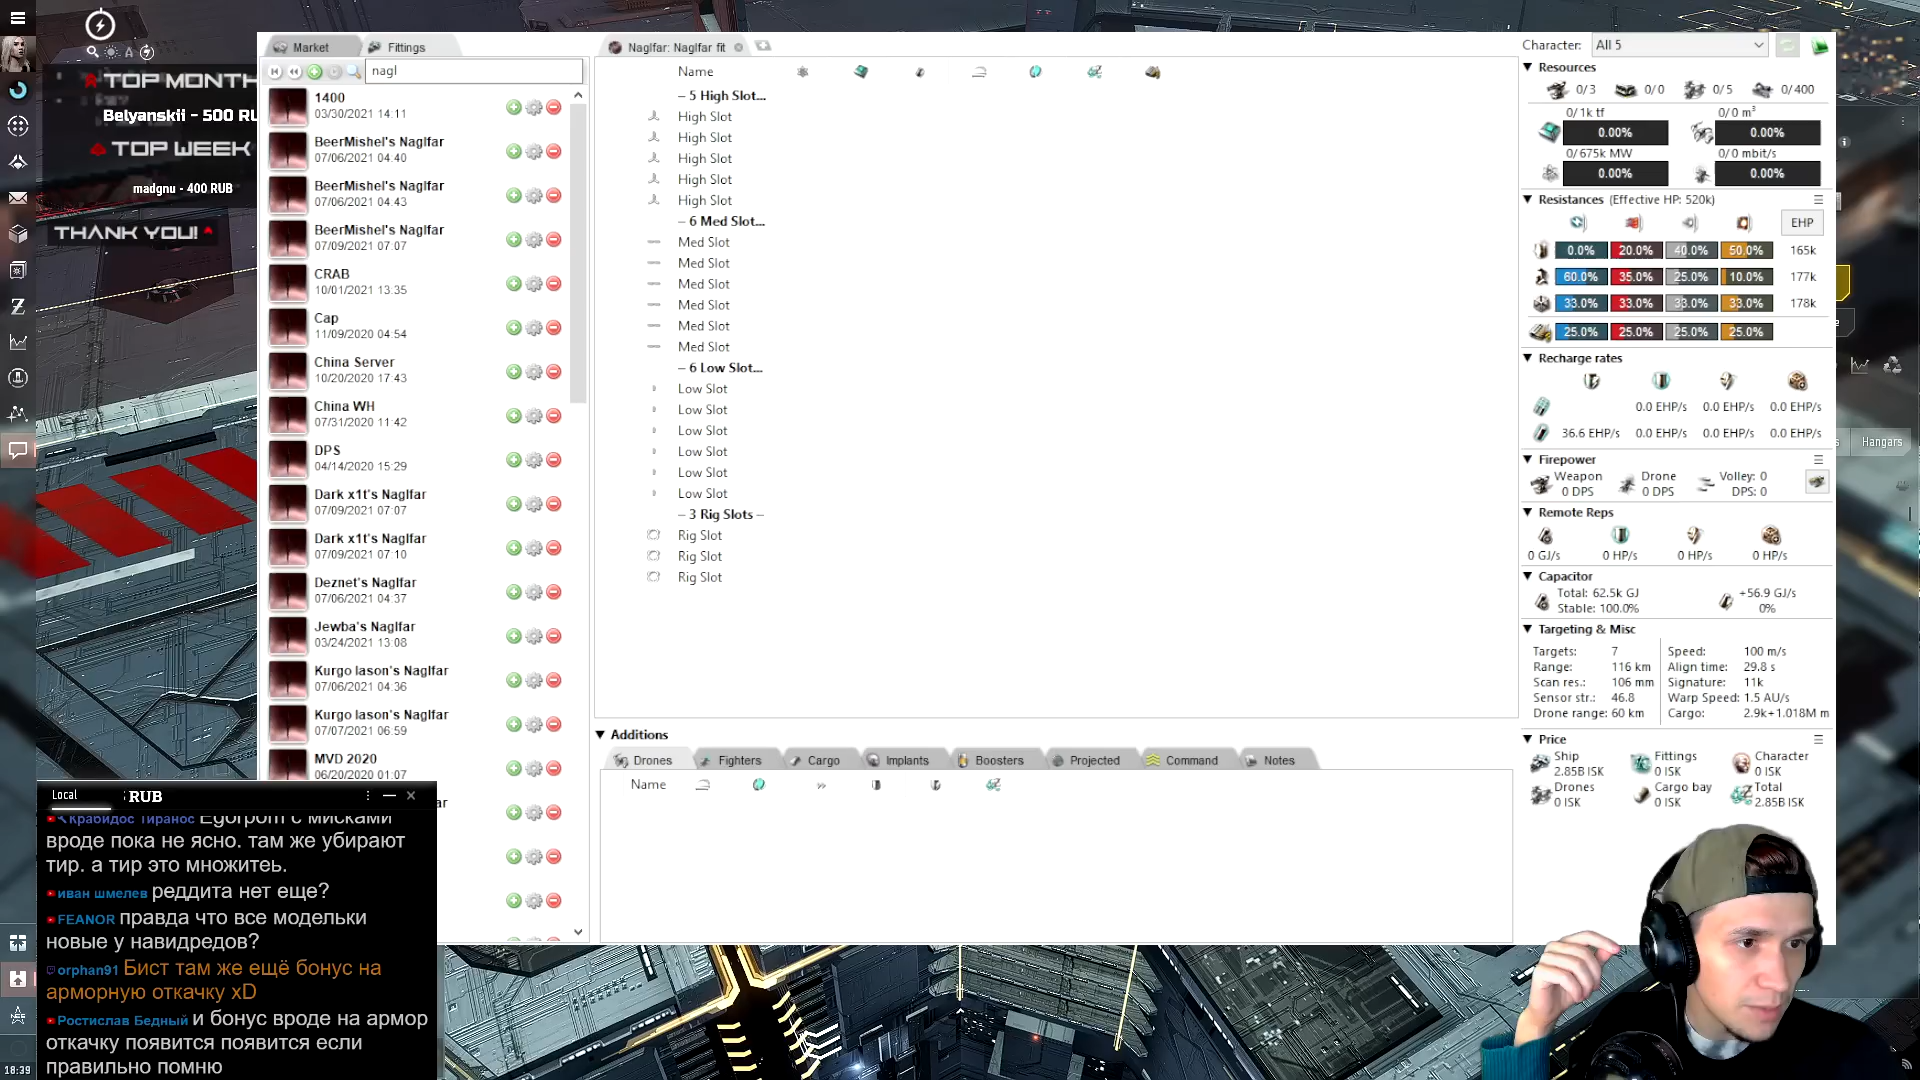 TOP MONTH
Belyanskii - 500 RU
TOP WEEK
madgnu - 400 RUB
THANK YOU!
Market
Fittings
nagl
1400
03/30/2021 14:11
BeerMishel's Naglfar
07/06/2021 04:40
BeerMishel's Naglfar
07/06/2021 04:43
BeerMishel's Naglfar
07/09/2021 07:07
CRAB
10/01/2021 13:35
Cap
11/09/2020 04:54
China Server
10/20/2020 17:43
China WH
07/31/2020 11:42
DPS
04/14/2020 15:29
Dark x1t's Naglfar
07/09/2021 07:07
Dark x1t's Naglfar
07/09/2021 07:10
Deznet's Naglfar
07/06/2021 04:37
Jewba's Naglfar
03/24/2021 13:08
Kurgo Iason's Naglfar
07/06/2021 04:36
Kurgo Iason's Naglfar
07/07/2021 06:59
MVD 2020
06/20/2020 01:07
ar
Naglfar: Naglfar fit
Name
– 5 High Slot...
High Slot
High Slot
High Slot
High Slot
High Slot
– 6 Med Slot...
Med Slot
Med Slot
Med Slot
Med Slot
Med Slot
Med Slot
– 6 Low Slot...
Low Slot
Low Slot
Low Slot
Low Slot
Low Slot
Low Slot
– 3 Rig Slots –
Rig Slot
Rig Slot
Rig Slot
Additions
Drones
Fighters
Cargo
Implants
Boosters
Projected
Command
Notes
Name
Character: All 5
Resources
0/3 0/0 0/5 0/400
0/1k tf 0/0 m³
0.00% 0.00%
0/675k MW 0/0 mbit/s
0.00% 0.00%
Resistances (Effective HP: 520k)
EHP
0.0% 20.0% 40.0% 50.0% 165k
60.0% 35.0% 25.0% 10.0% 177k
33.0% 33.0% 33.0% 33.0% 178k
25.0% 25.0% 25.0% 25.0%
Recharge rates
0.0 EHP/s 0.0 EHP/s 0.0 EHP/s
36.6 EHP/s 0.0 EHP/s 0.0 EHP/s 0.0 EHP/s
Firepower
Weapon Drone Volley: 0
0 DPS 0 DPS DPS: 0
Remote Reps
0 GJ/s 0 HP/s 0 HP/s 0 HP/s
Capacitor
Total: 62.5k GJ +56.9 GJ/s
Stable: 100.0% 0%
Targeting & Misc
Targets: 7 Speed: 100 m/s
Range: 116 km Align time: 29.8 s
Scan res.: 106 mm Signature: 11k
Sensor str.: 46.8 Warp Speed: 1.5 AU/s
Drone range: 60 km Cargo: 2.9k+1.018M m
Price
Ship Fittings Character
2.85B ISK 0 ISK 0 ISK
Drones Cargo bay Total
0 ISK 0 ISK 2.85B ISK
Hangars
Local
RUB
Крабидос Тиранос Egorpom с мисками
вроде пока не ясно. там же убирают
тир. а тир это множитеь.
иван шмелев реддита нет еще?
FEANOR правда что все модельки
новые у навидредов?
orphan91 Бист там же ещё бонус на
арморную откачку xD
Ростислав Бедный и бонус вроде на армор
откачку появится появится если
правильно помню
18:39